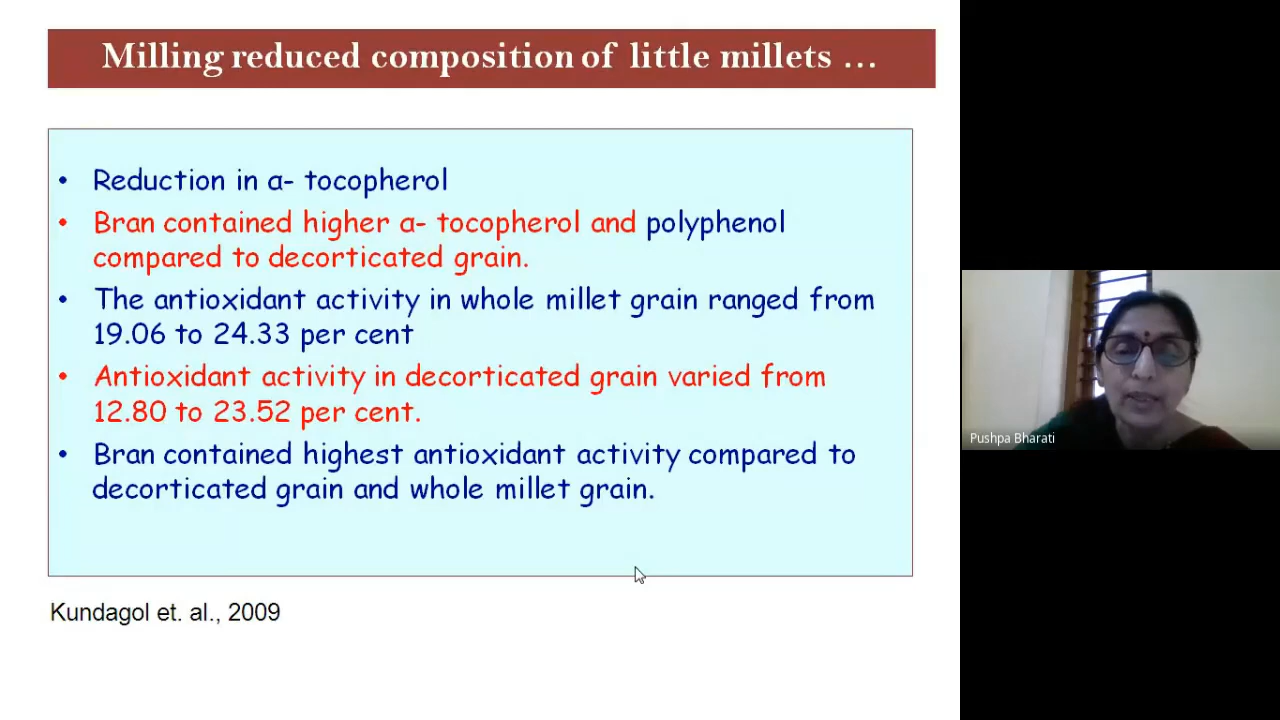 Milling reduced composition of little millets ...
• Reduction in α- tocopherol
• Bran contained higher α- tocopherol and polyphenol
compared to decorticated grain.
• The antioxidant activity in whole millet grain ranged from
19.06 to 24.33 per cent
• Antioxidant activity in decorticated grain varied from
12.80 to 23.52 per cent.
• Bran contained highest antioxidant activity compared to
decorticated grain and whole millet grain.
Kundagol et. al., 2009
Pushpa Bharati